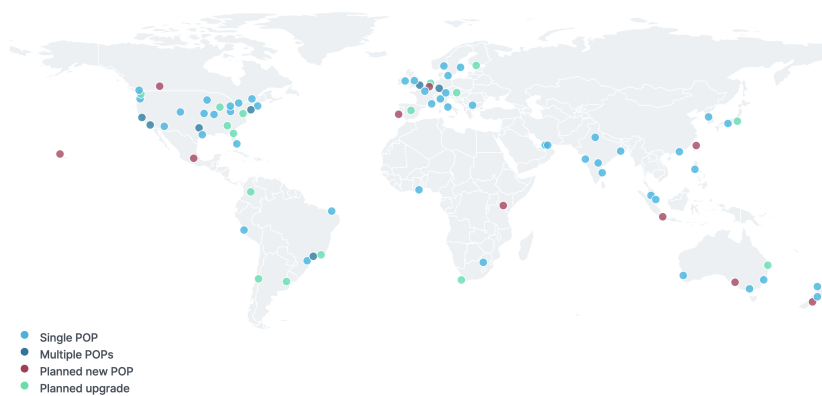 Single POP
Multiple POPs
Planned new POP
Planned upgrade